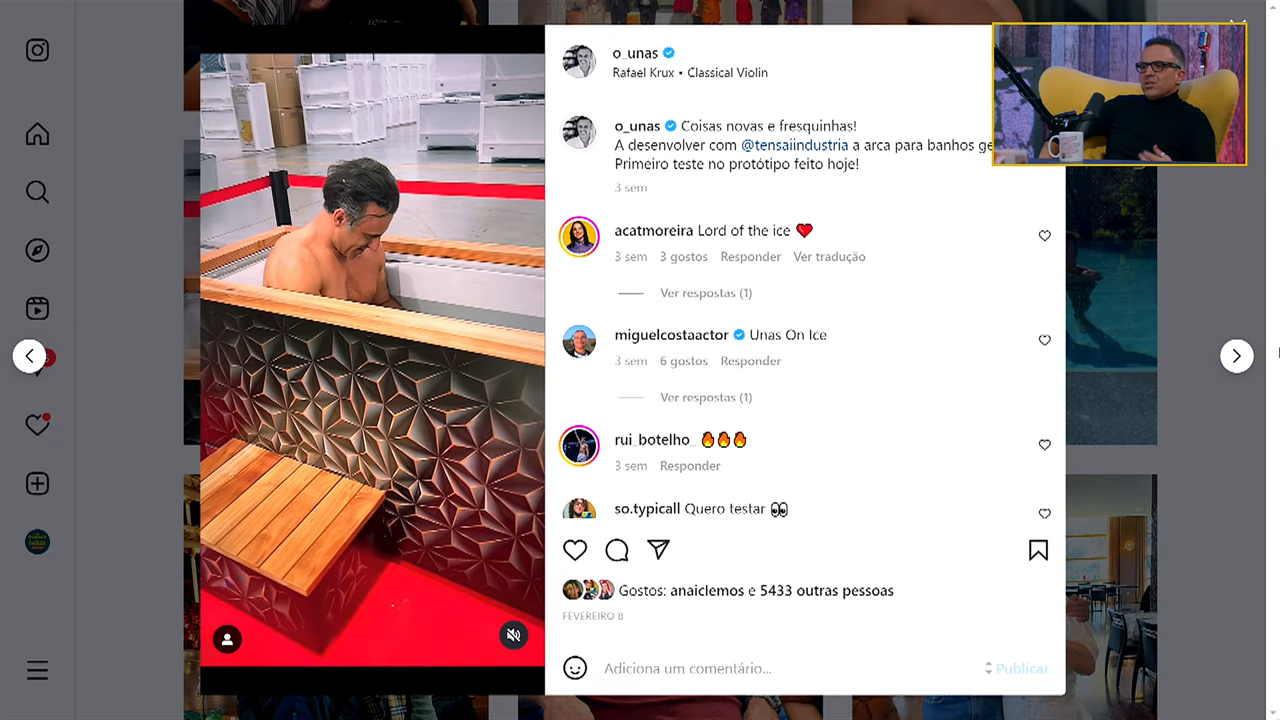 o_unas
Rafael Krux • Classical Violin
o_unas Coisas novas e fresquinhas!
A desenvolver com @tensaiindustria a arca para banhos ge
Primeiro teste no protótipo feito hoje!
3 sem
acatmoreira Lord of the ice ❤️
3 sem 3 gostos Responder Ver tradução
Ver respostas (1)
miguelcostaactor Unas On Ice
3 sem 6 gostos Responder
Ver respostas (1)
rui_botelho_ 🔥🔥🔥
3 sem Responder
so.typicall Quero testar 👀
Gostos: anaiclemos e 5433 outras pessoas
FEVEREIRO 8
Adiciona um comentário... Publicar